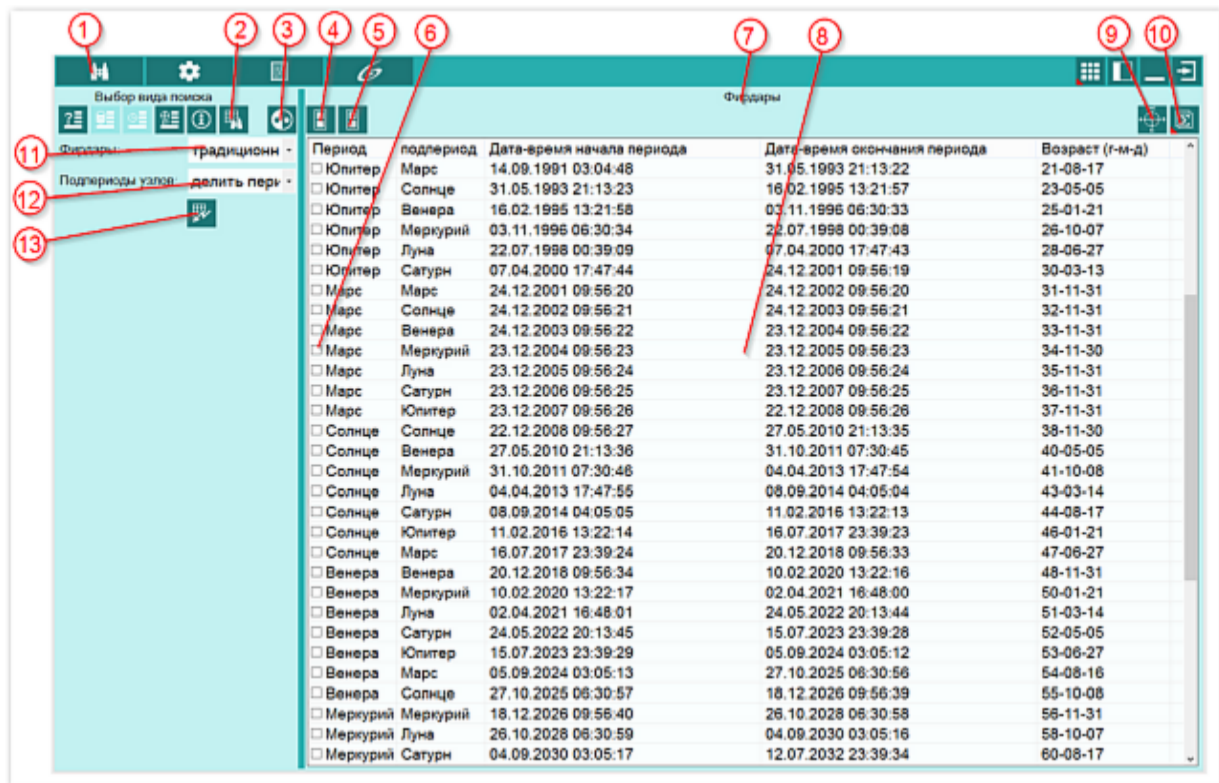 1 2 3 4 5 6 7 8 9 10
Выбор вида поиска
Фирдары
11 Фирдары: традиционн
12 Подпериоды узлов: делить пери
13
Период подпериод Дата-время начала периода Дата-время окончания периода Возраст (г-м-д)
Юпитер Марс 14.09.1991 03:04:48 31.05.1993 21:13:22 21-08-17
Юпитер Солнце 31.05.1993 21:13:23 16.02.1995 13:21:57 23-05-05
Юпитер Венера 16.02.1995 13:21:58 03.11.1996 06:30:33 25-01-21
Юпитер Меркурий 03.11.1996 06:30:34 22.07.1998 00:39:08 26-10-07
Юпитер Луна 22.07.1998 00:39:09 07.04.2000 17:47:43 28-06-27
Юпитер Сатурн 07.04.2000 17:47:44 24.12.2001 09:56:19 30-03-13
Марс Марс 24.12.2001 09:56:20 24.12.2002 09:56:20 31-11-31
Марс Солнце 24.12.2002 09:56:21 24.12.2003 09:56:21 32-11-31
Марс Венера 24.12.2003 09:56:22 23.12.2004 09:56:22 33-11-31
Марс Меркурий 23.12.2004 09:56:23 23.12.2005 09:56:23 34-11-30
Марс Луна 23.12.2005 09:56:24 23.12.2006 09:56:24 35-11-31
Марс Сатурн 23.12.2006 09:56:25 23.12.2007 09:56:25 36-11-31
Марс Юпитер 23.12.2007 09:56:26 22.12.2008 09:56:26 37-11-31
Солнце Солнце 22.12.2008 09:56:27 27.05.2010 21:13:35 38-11-30
Солнце Венера 27.05.2010 21:13:36 31.10.2011 07:30:45 40-05-05
Солнце Меркурий 31.10.2011 07:30:46 04.04.2013 17:47:54 41-10-08
Солнце Луна 04.04.2013 17:47:55 08.09.2014 04:05:04 43-03-14
Солнце Сатурн 08.09.2014 04:05:05 11.02.2016 13:22:13 44-08-17
Солнце Юпитер 11.02.2016 13:22:14 16.07.2017 23:39:23 46-01-21
Солнце Марс 16.07.2017 23:39:24 20.12.2018 09:56:33 47-06-27
Венера Венера 20.12.2018 09:56:34 10.02.2020 13:22:16 48-11-31
Венера Меркурий 10.02.2020 13:22:17 02.04.2021 16:48:00 50-01-21
Венера Луна 02.04.2021 16:48:01 24.05.2022 20:13:44 51-03-14
Венера Сатурн 24.05.2022 20:13:45 15.07.2023 23:39:28 52-05-05
Венера Юпитер 15.07.2023 23:39:29 05.09.2024 03:05:12 53-06-27
Венера Марс 05.09.2024 03:05:13 27.10.2025 06:30:56 54-08-16
Венера Солнце 27.10.2025 06:30:57 18.12.2026 09:56:39 55-10-08
Меркурий Меркурий 18.12.2026 09:56:40 26.10.2028 06:30:58 56-11-31
Меркурий Луна 26.10.2028 06:30:59 04.09.2030 03:05:16 58-10-07
Меркурий Сатурн 04.09.2030 03:05:17 12.07.2032 23:39:34 60-08-17